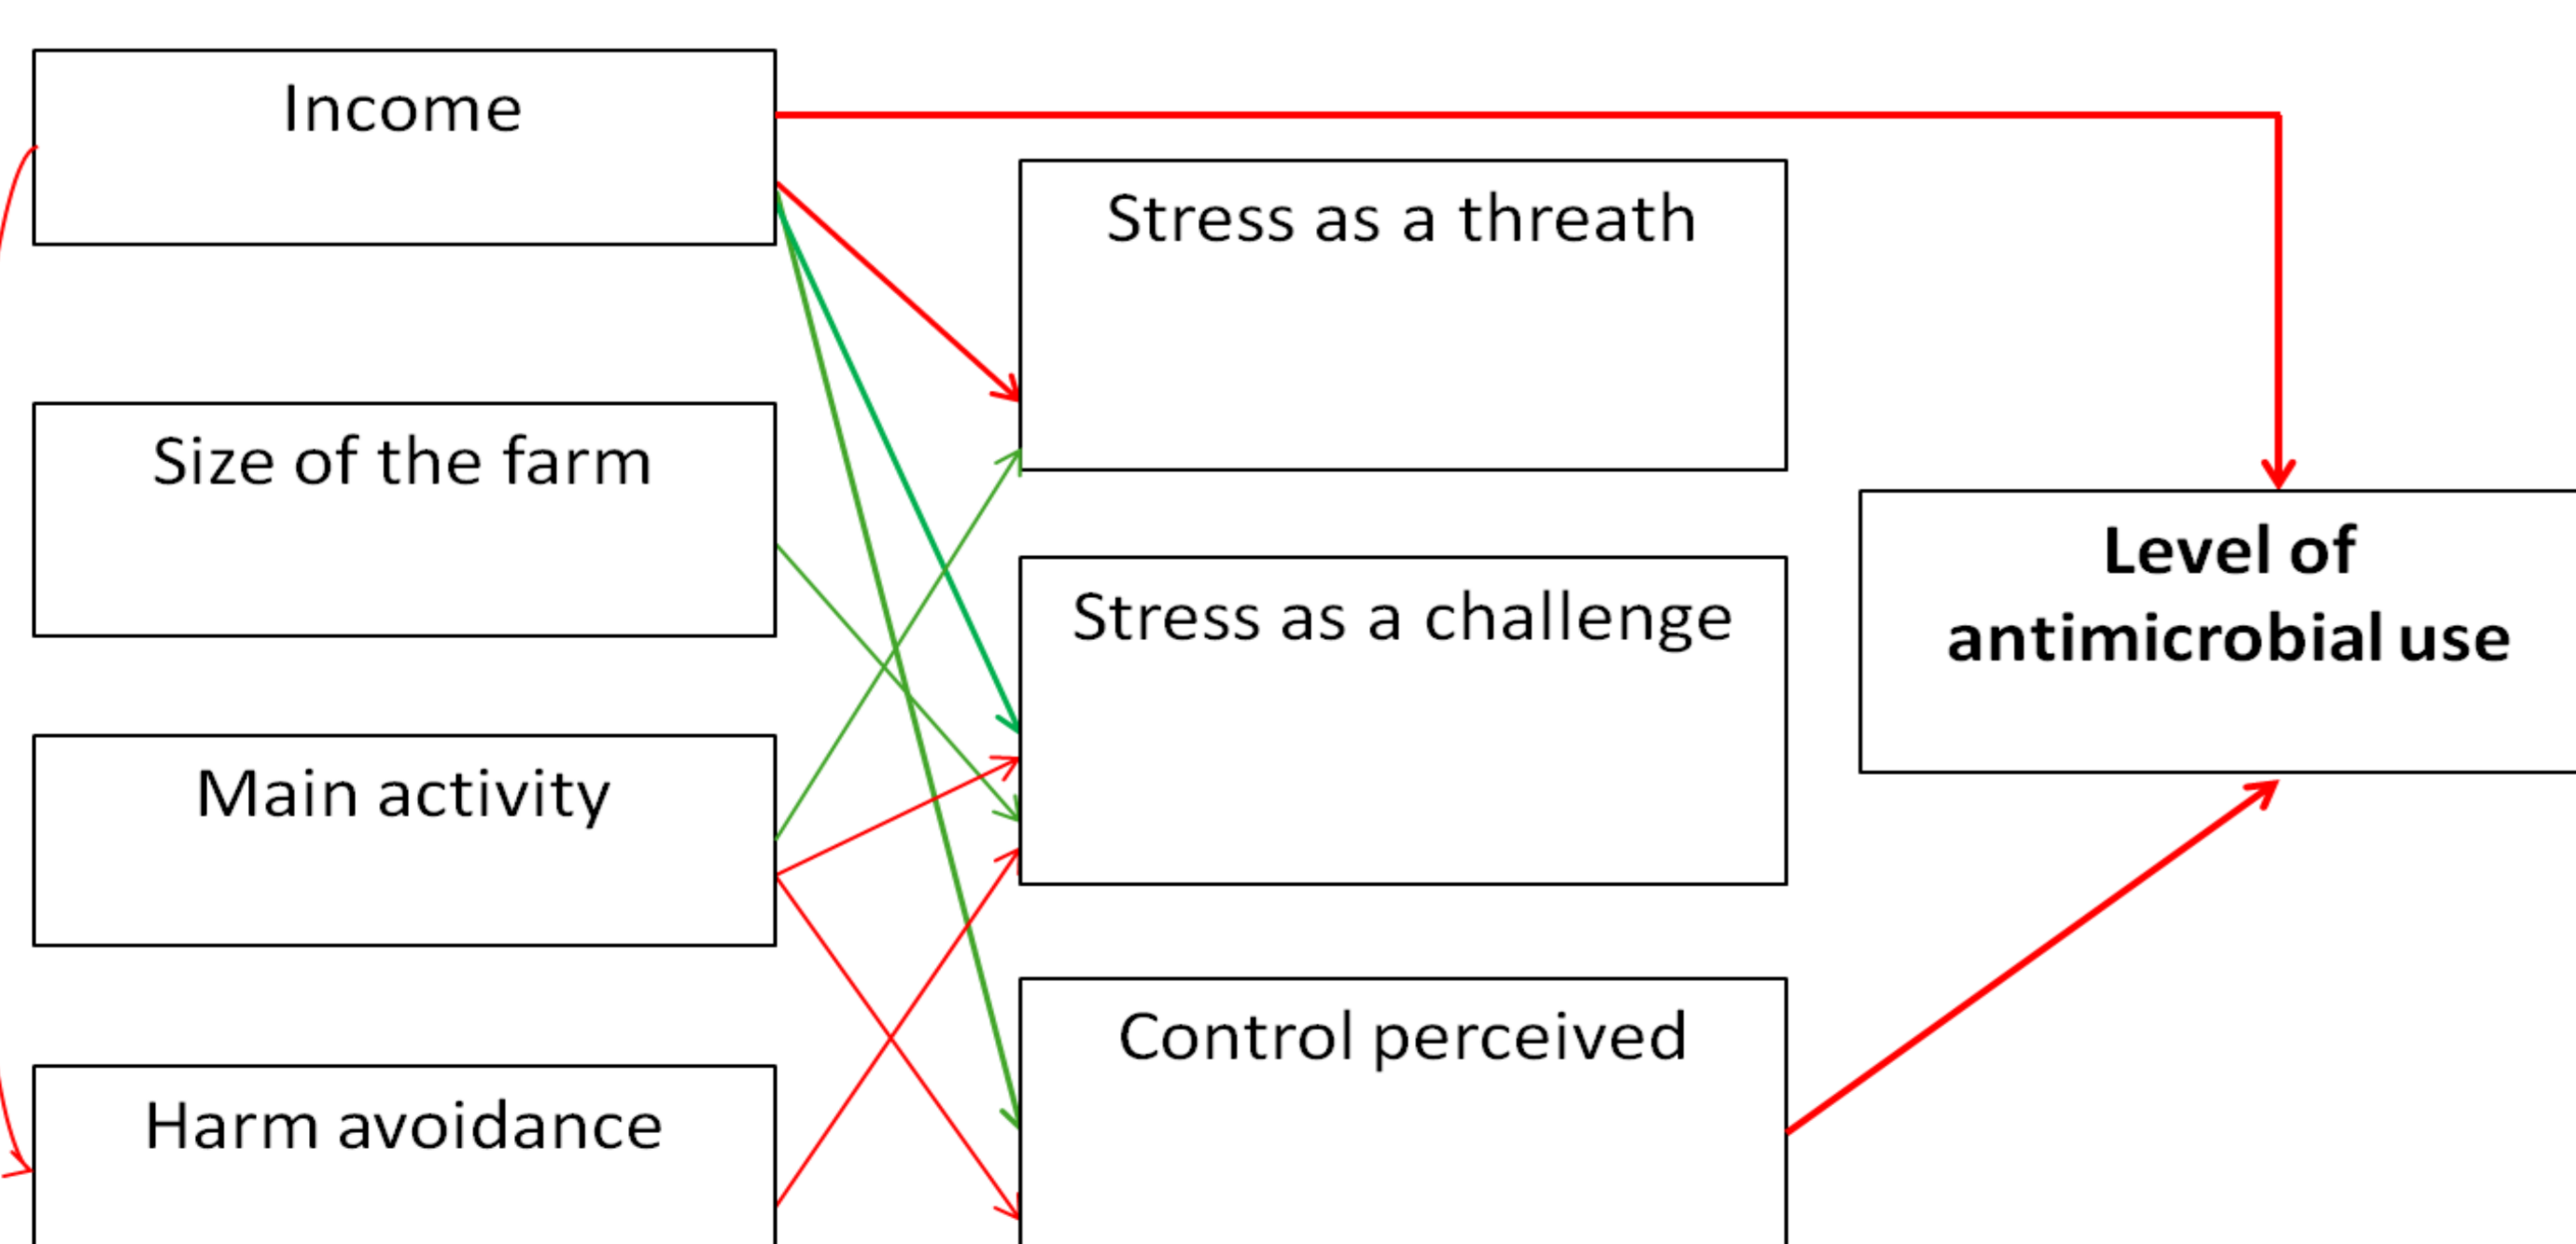 Income
Stress as a threath
Size of the farm
Level of
antimicrobial use
Stress as a challenge
Main activity
Control perceived
Harm avoidance